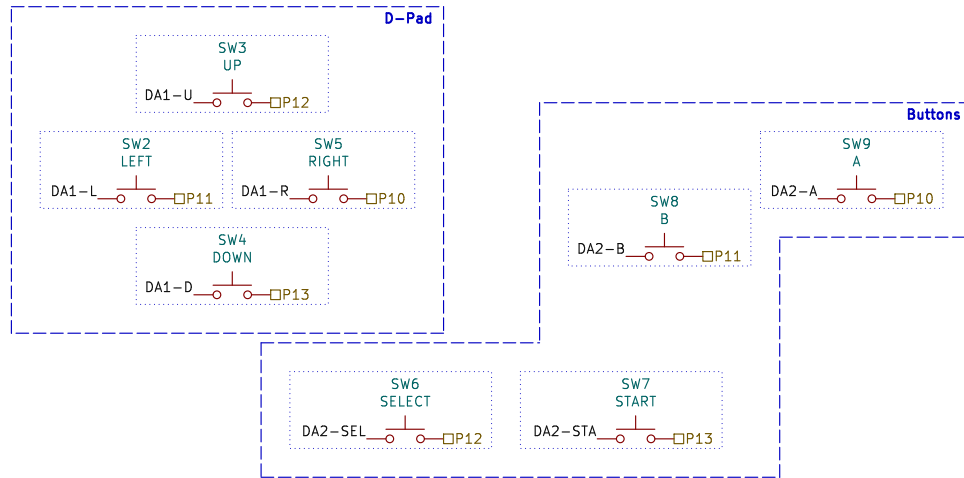 D-Pad
SW3
UP
DA1-U
P12
SW2
LEFT
DA1-L
P11
SW5
RIGHT
DA1-R
P10
SW4
DOWN
DA1-D
P13
Buttons
SW9
A
DA2-A
P10
SW8
B
DA2-B
P11
SW6
SELECT
DA2-SEL
P12
SW7
START
DA2-STA
P13